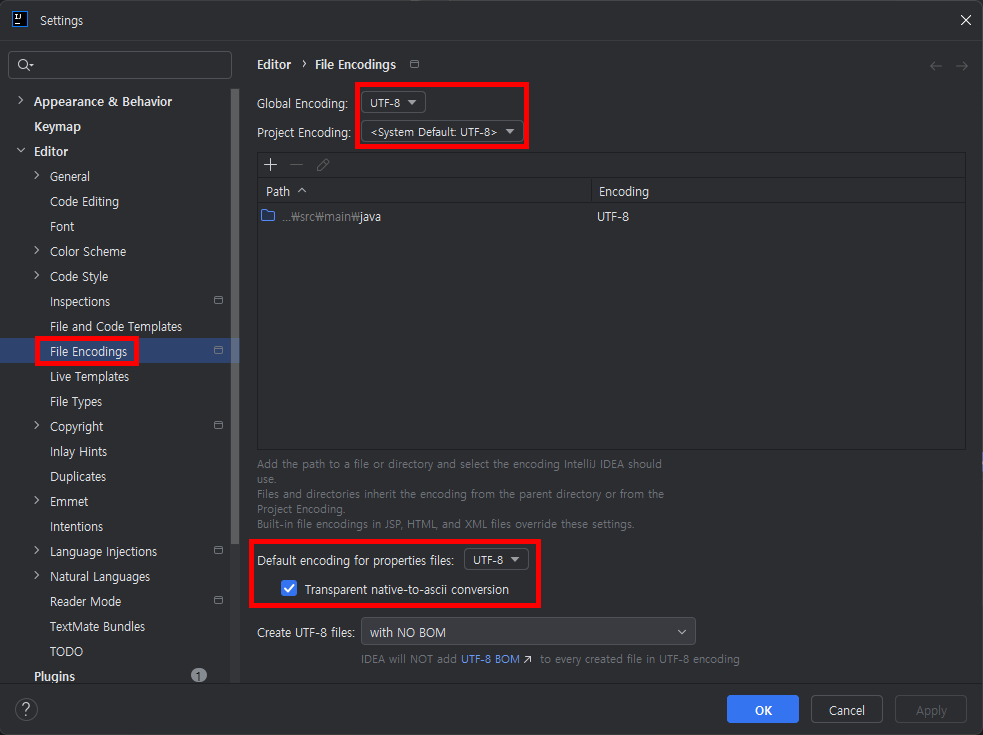 Settings
Appearance & Behavior
Keymap
Editor
General
Code Editing
Font
Color Scheme
Code Style
Inspections
File and Code Templates
File Encodings
Live Templates
File Types
Copyright
Inlay Hints
Duplicates
Emmet
Intentions
Language Injections
Natural Languages
Reader Mode
TextMate Bundles
TODO
Plugins 1
Editor › File Encodings
Global Encoding: UTF-8
Project Encoding: <System Default: UTF-8>
Path Encoding
...₩src₩main₩java UTF-8
Add the path to a file or directory and select the encoding IntelliJ IDEA should
use.
Files and directories inherit the encoding from the parent directory or from the
Project Encoding.
Built-in file encodings in JSP, HTML, and XML files override these settings.
Default encoding for properties files: UTF-8
Transparent native-to-ascii conversion
Create UTF-8 files: with NO BOM
IDEA will NOT add UTF-8 BOM ↗ to every created file in UTF-8 encoding
? OK Cancel Apply